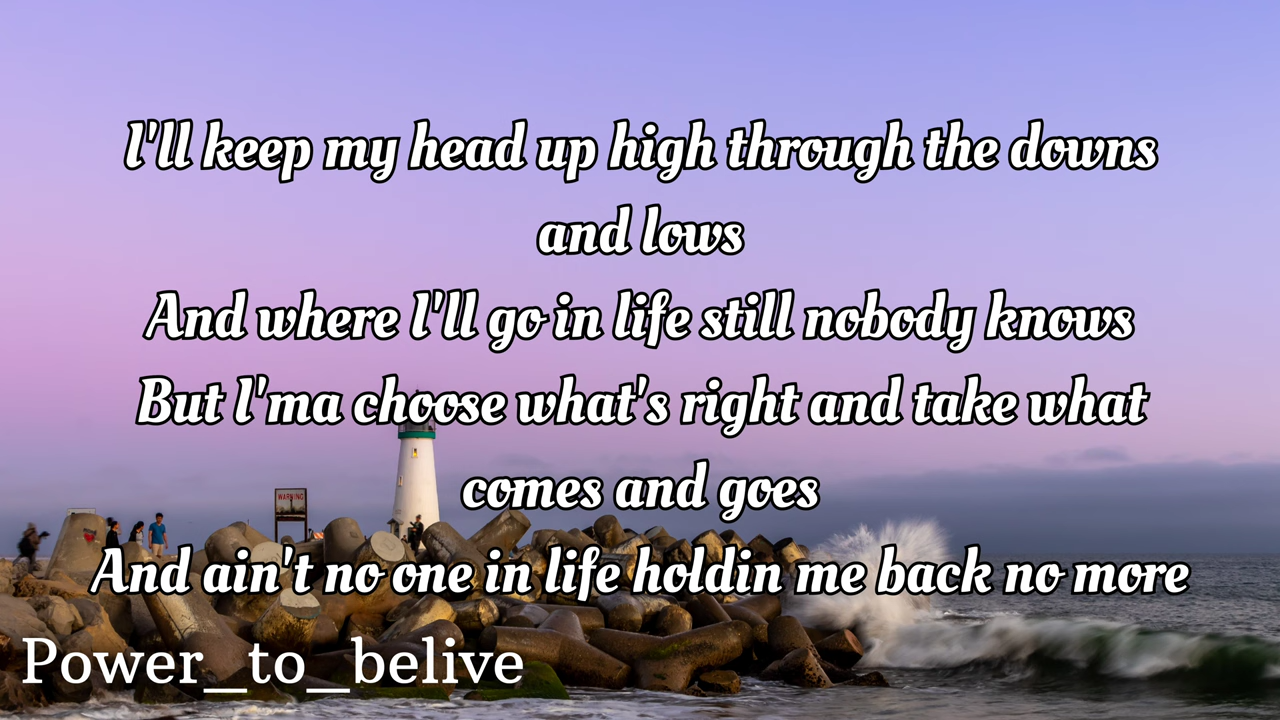 I'll keep my head up high through the downs
and lows
And where I'll go in life still nobody knows
But I'ma choose what's right and take what
comes and goes
WARNING
And ain't no one in life holdin me back no more
Power_to_belive